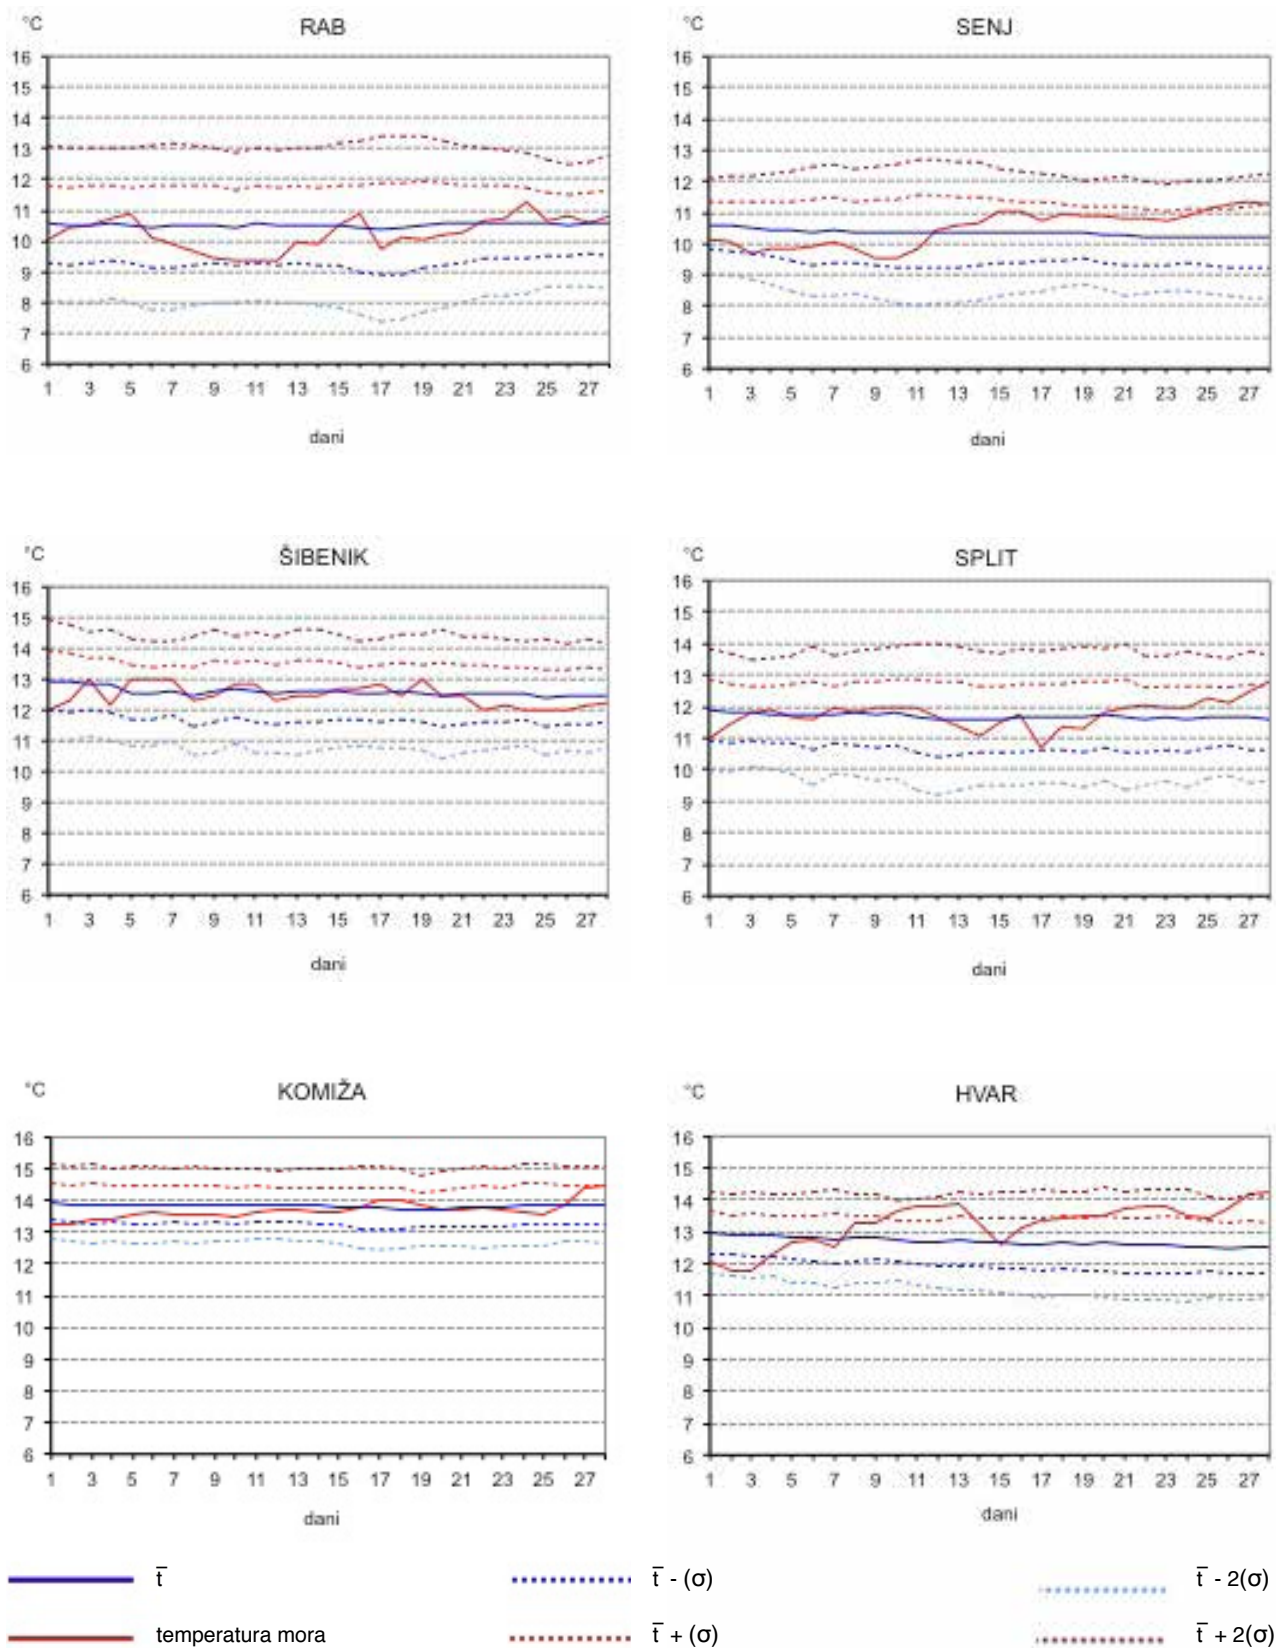 °C
RAB
16
15
14
13
12
11
10
9
8
7
6
1 3 5 7 9 11 13 15 17 19 21 23 25 27
dani
°C
SENJ
16
15
14
13
12
11
10
9
8
7
6
1 3 5 7 9 11 13 15 17 19 21 23 25 27
dani
°C
ŠIBENIK
16
15
14
13
12
11
10
9
8
7
6
1 3 5 7 9 11 13 15 17 19 21 23 25 27
dani
°C
SPLIT
16
15
14
13
12
11
10
9
8
7
6
1 3 5 7 9 11 13 15 17 19 21 23 25 27
dani
°C
KOMIŽA
16
15
14
13
12
11
10
9
8
7
6
1 3 5 7 9 11 13 15 17 19 21 23 25 27
dani
°C
HVAR
16
15
14
13
12
11
10
9
8
7
6
1 3 5 7 9 11 13 15 17 19 21 23 25 27
dani
t̅
t̅ - (σ)
t̅ - 2(σ)
temperatura mora
t̅ + (σ)
t̅ + 2(σ)